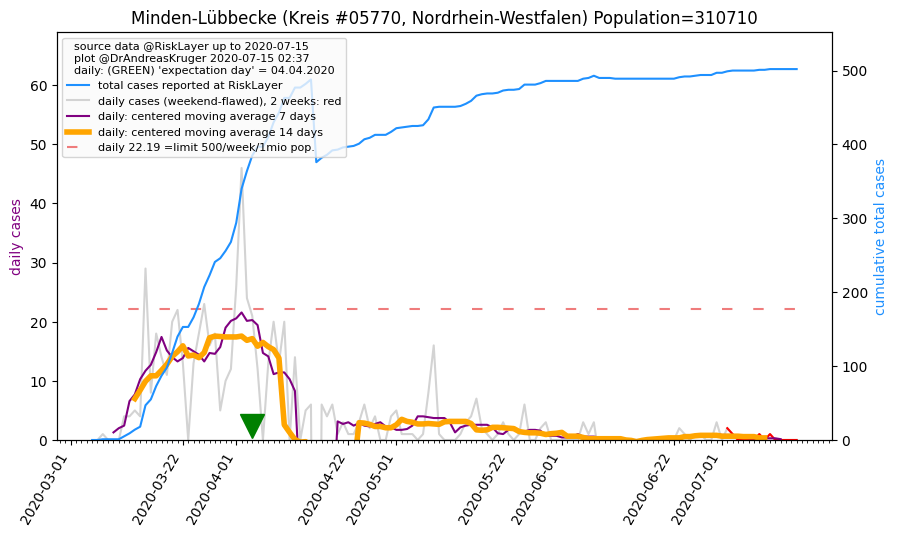 Minden-Lübbecke (Kreis #05770, Nordrhein-Westfalen) Population=310710
source data @RiskLayer up to 2020-07-15
plot @DrAndreasKruger 2020-07-15 02:37
daily: (GREEN) 'expectation day' = 04.04.2020
total cases reported at RiskLayer
daily cases (weekend-flawed), 2 weeks: red
daily: centered moving average 7 days
daily: centered moving average 14 days
daily 22.19 =limit 500/week/1mio pop.
daily cases
60
50
40
30
20
10
0
cumulative total cases
500
400
300
200
100
0
2020-03-01
2020-03-22
2020-04-01
2020-04-22
2020-05-01
2020-05-22
2020-06-01
2020-06-22
2020-07-01